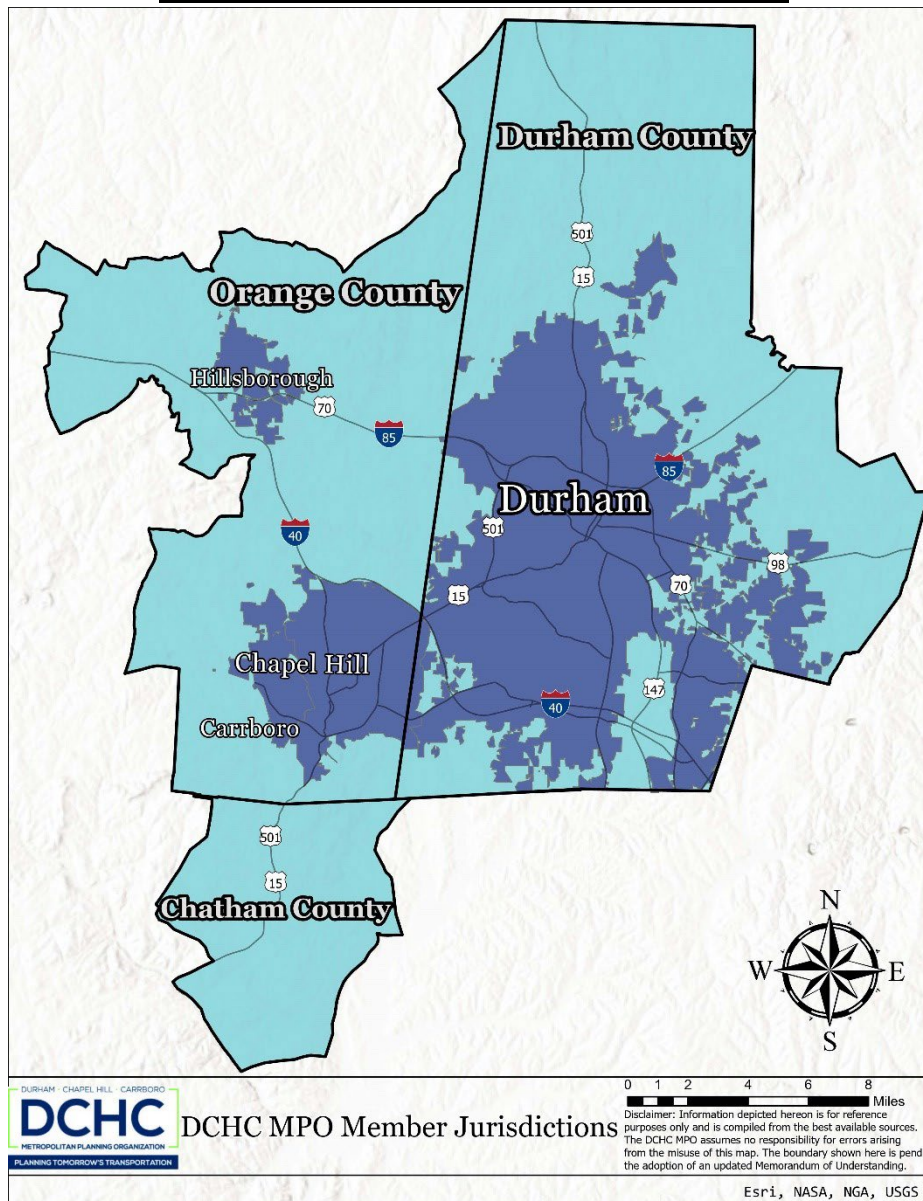 Durham County
501
15
Orange County
Hillsborough
70
85
85
Durham
501
40
98
70
15
Chapel Hill
147
40
Carrboro
501
15
Chatham County
N
W
E
S
DURHAM · CHAPEL HILL · CARRBORO
DCHC
METROPOLITAN PLANNING ORGANIZATION
PLANNING TOMORROW'S TRANSPORTATION
DCHC MPO Member Jurisdictions
0 1 2 4 6 8
Miles
Disclaimer: Information depicted hereon is for reference
purposes only and is compiled from the best available sources.
The DCHC MPO assumes no responsibility for errors arising
from the misuse of this map. The boundary shown here is pend
the adoption of an updated Memorandum of Understanding.
Esri, NASA, NGA, USGS